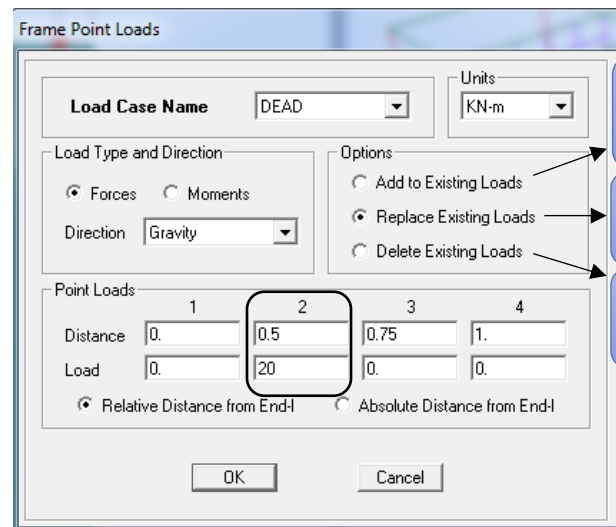 Frame Point Loads
Units
Load Case Name DEAD KN-m
Load Type and Direction
Forces Moments
Direction Gravity
Options
Add to Existing Loads
Replace Existing Loads
Delete Existing Loads
Point Loads
1 2 3 4
Distance 0. 0.5 0.75 1.
Load 0. 20 0. 0.
Relative Distance from End-I Absolute Distance from End-I
OK Cancel